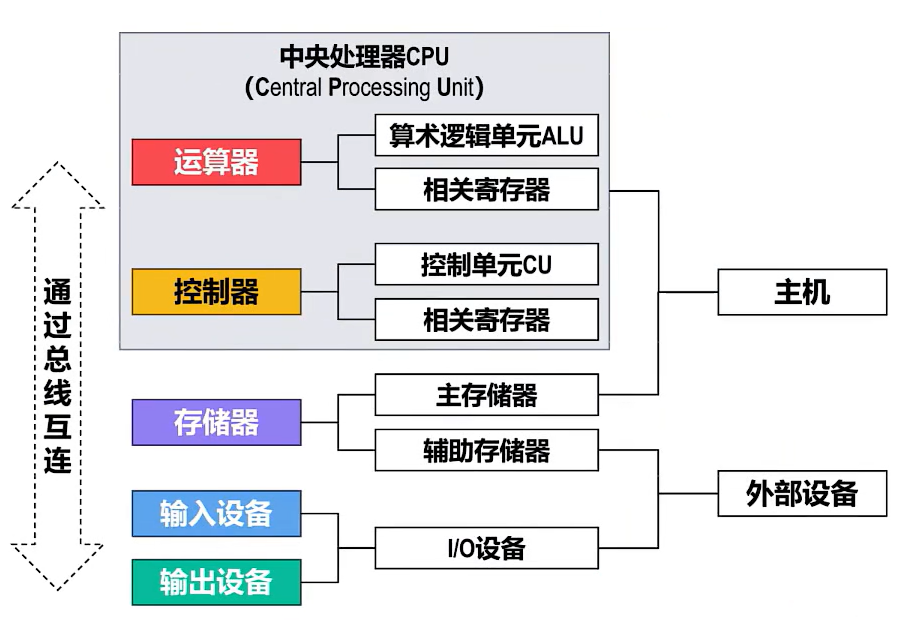 中央处理器CPU
（Central Processing Unit）
运算器
算术逻辑单元ALU
相关寄存器
控制器
控制单元CU
相关寄存器
主机
通过总线互连
存储器
主存储器
辅助存储器
外部设备
输入设备
I/O设备
输出设备